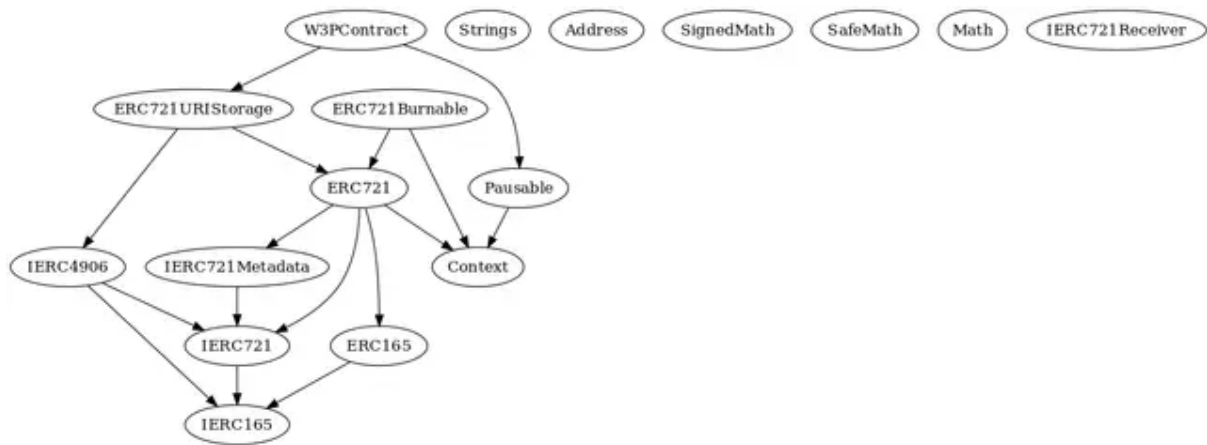 W3PContract Strings Address SignedMath SafeMath Math IERC721Receiver
ERC721URIStorage ERC721Burnable
ERC721 Pausable
IERC4906 IERC721Metadata Context
IERC721 ERC165
IERC165